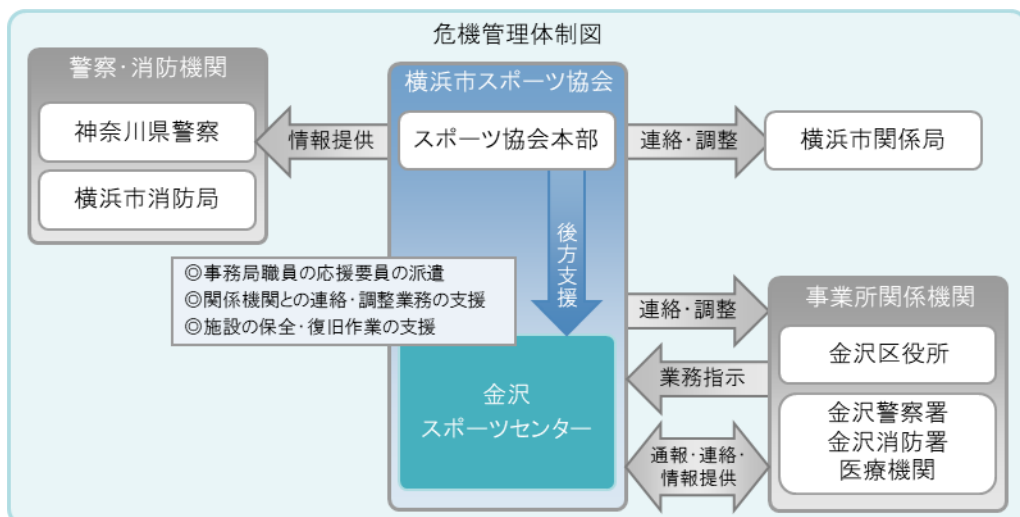 危機管理体制図
警察・消防機関
神奈川県警察
横浜市消防局
情報提供
横浜市スポーツ協会
スポーツ協会本部
連絡・調整
横浜市関係局
後方支援
◎事務局職員の応援要員の派遣
◎関係機関との連絡・調整業務の支援
◎施設の保全・復旧作業の支援
金沢
スポーツセンター
連絡・調整
業務指示
通報・連絡・
情報提供
事業所関係機関
金沢区役所
金沢警察署
金沢消防署
医療機関